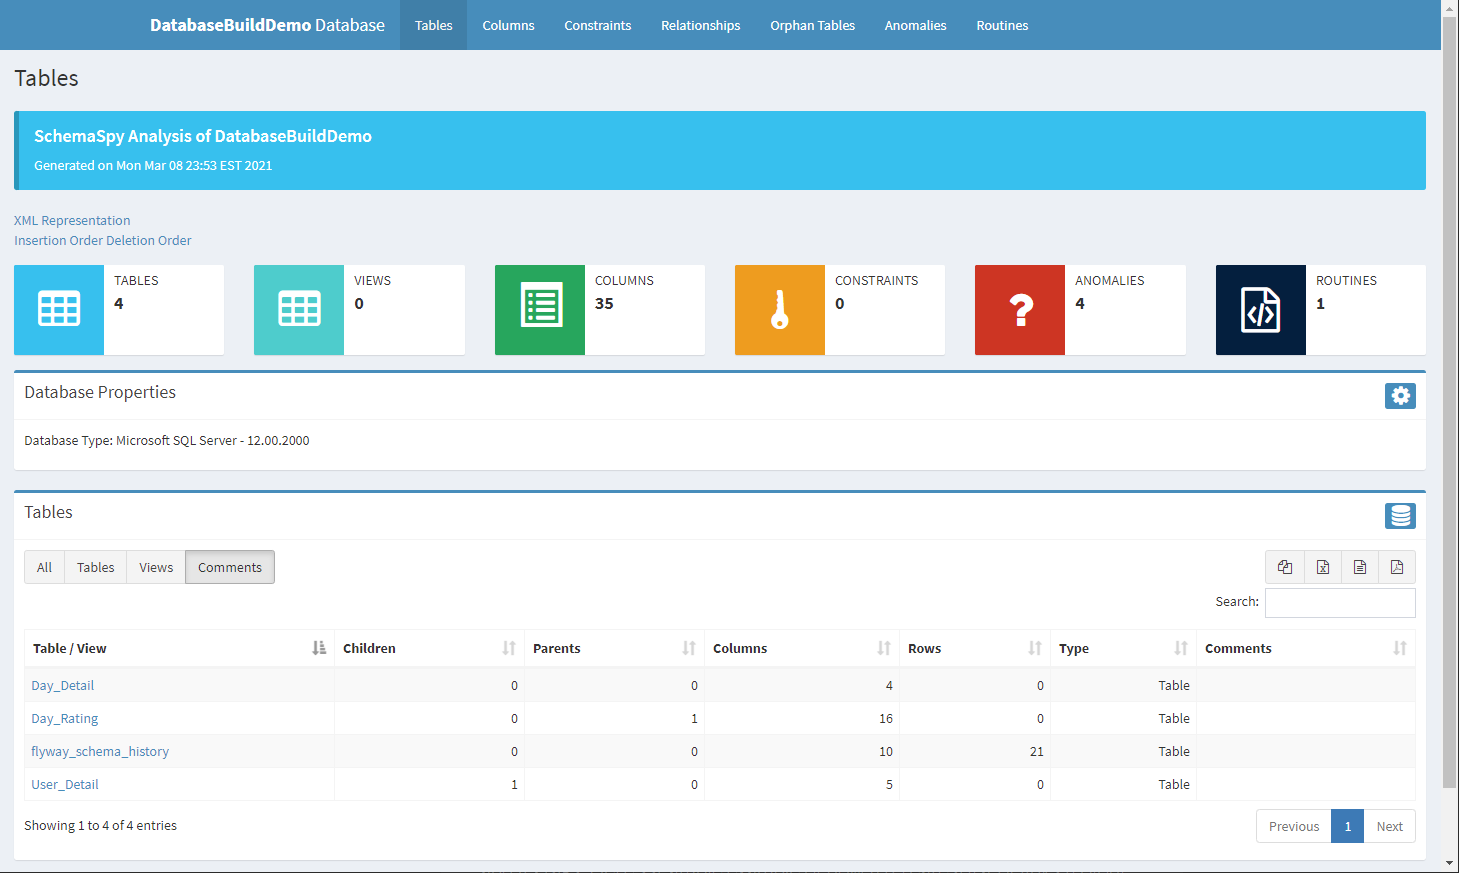 DatabaseBuildDemo Database Tables Columns Constraints Relationships Orphan Tables Anomalies Routines
Tables
SchemaSpy Analysis of DatabaseBuildDemo
Generated on Mon Mar 08 23:53 EST 2021
XML Representation
Insertion Order Deletion Order
TABLES
4
VIEWS
0
COLUMNS
35
CONSTRAINTS
0
ANOMALIES
4
ROUTINES
1
Database Properties
Database Type: Microsoft SQL Server - 12.00.2000
Tables
All Tables Views Comments
Search:
Table / View Children Parents Columns Rows Type Comments
Day_Detail 0 0 4 0 Table
Day_Rating 0 1 16 0 Table
flyway_schema_history 0 0 10 21 Table
User_Detail 1 0 5 0 Table
Showing 1 to 4 of 4 entries
Previous 1 Next